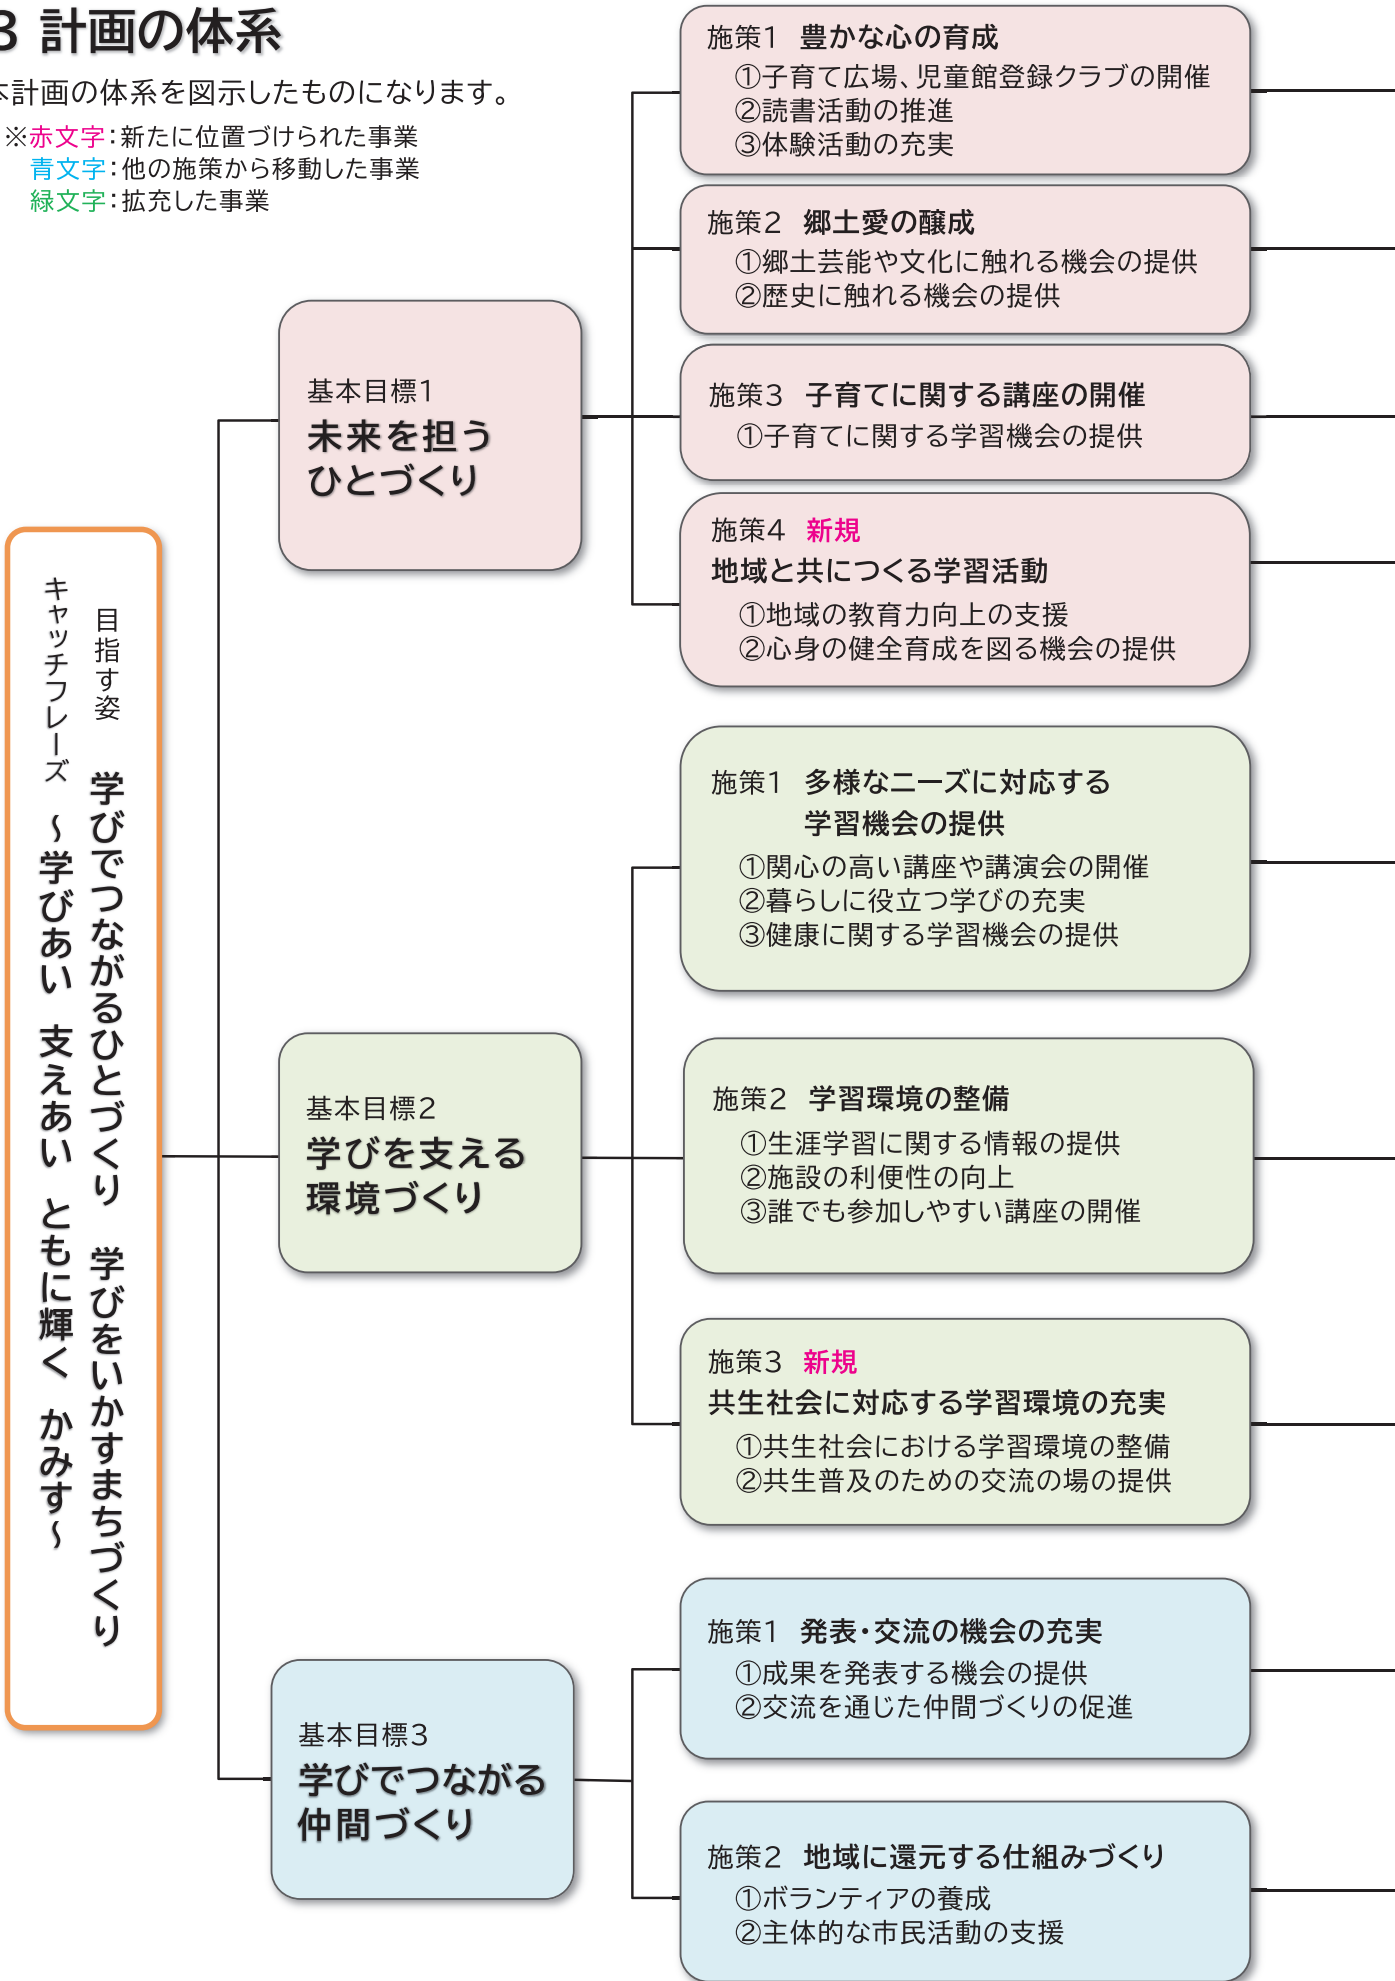 3 計画の体系
本計画の体系を図示したものになります。
※赤文字：新たに位置づけられた事業
青文字：他の施策から移動した事業
緑文字：拡充した事業
目指す姿　学びでつながるひとづくり　学びをいかすまちづくり
キャッチフレーズ　～学びあい　支えあい　ともに輝く　かみす～
基本目標1
未来を担う
ひとづくり
施策1 豊かな心の育成
①子育て広場、児童館登録クラブの開催
②読書活動の推進
③体験活動の充実
施策2 郷土愛の醸成
①郷土芸能や文化に触れる機会の提供
②歴史に触れる機会の提供
施策3 子育てに関する講座の開催
①子育てに関する学習機会の提供
施策4 新規
地域と共につくる学習活動
①地域の教育力向上の支援
②心身の健全育成を図る機会の提供
基本目標2
学びを支える
環境づくり
施策1 多様なニーズに対応する
学習機会の提供
①関心の高い講座や講演会の開催
②暮らしに役立つ学びの充実
③健康に関する学習機会の提供
施策2 学習環境の整備
①生涯学習に関する情報の提供
②施設の利便性の向上
③誰でも参加しやすい講座の開催
施策3 新規
共生社会に対応する学習環境の充実
①共生社会における学習環境の整備
②共生普及のための交流の場の提供
基本目標3
学びでつながる
仲間づくり
施策1 発表・交流の機会の充実
①成果を発表する機会の提供
②交流を通じた仲間づくりの促進
施策2 地域に還元する仕組みづくり
①ボランティアの養成
②主体的な市民活動の支援